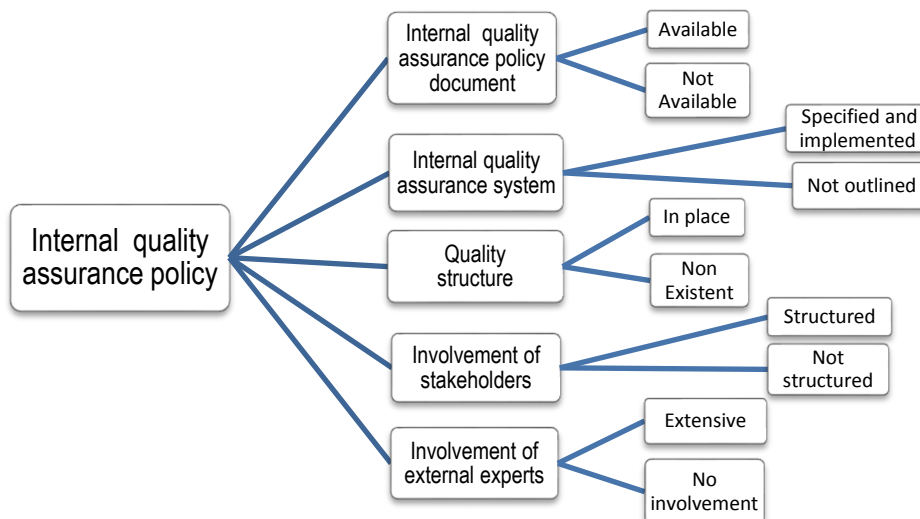 Internal quality
assurance policy
Internal quality
assurance policy
document
Available
Not
Available
Internal quality
assurance system
Specified and
implemented
Not outlined
Quality
structure
In place
Non
Existent
Involvement of
stakeholders
Structured
Not
structured
Involvement of
external experts
Extensive
No
involvement